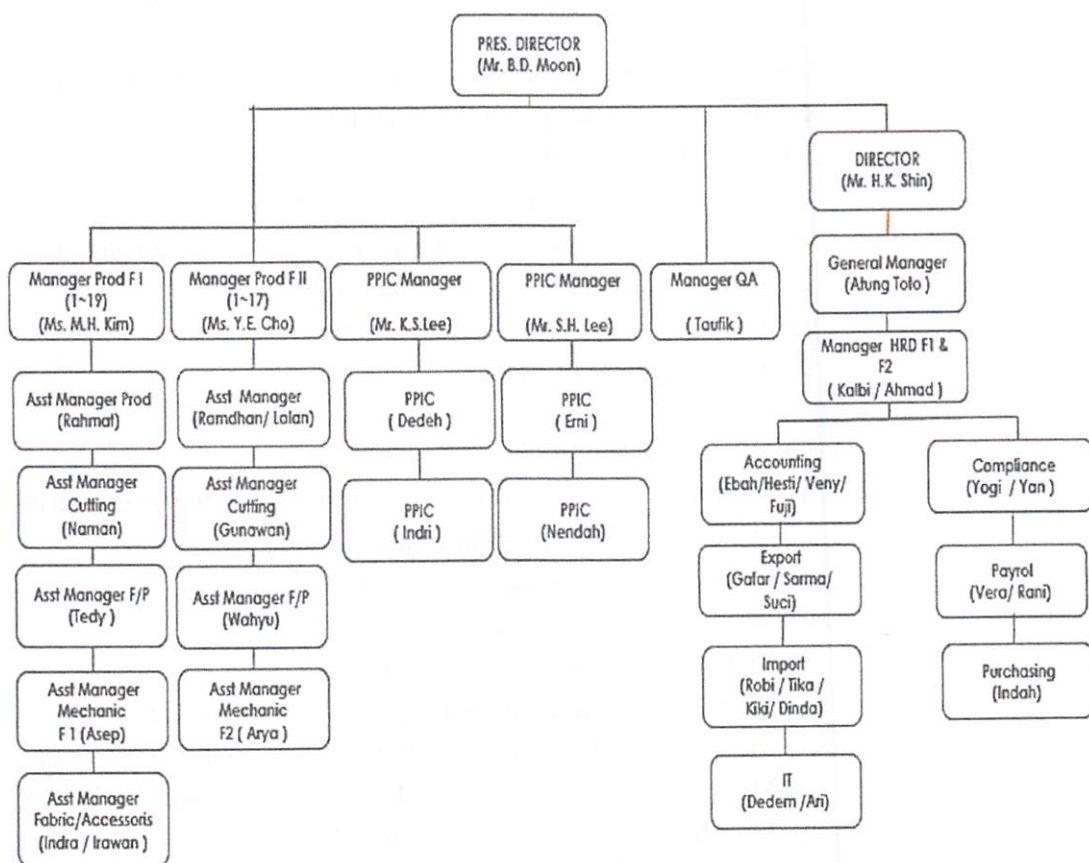 PRES. DIRECTOR
(Mr. B.D. Moon)
DIRECTOR
(Mr. H.K. Shin)
Manager Prod F I
(1~19)
(Ms. M.H. Kim)
Manager Prod F II
(1~17)
(Ms. Y.E. Cho)
PPIC Manager
(Mr. K.S.Lee)
PPIC Manager
(Mr. S.H. Lee)
Manager QA
( Taufik )
General Manager
(Atung Toto )
Manager HRD F1 &
F2
( Kalbi / Ahmad )
Asst Manager Prod
(Rahmat)
Asst Manager
(Ramdhan/ Lalan)
PPIC
( Dedeh )
PPIC
( Erni )
Asst Manager
Cutting
(Naman)
Asst Manager
Cutting
(Gunawan)
PPIC
( Indri )
PPIC
(Nendah)
Accounting
(Ebah/Hesti/ Veny/
Fuji)
Compliance
(Yogi / Yan )
Asst Manager F/P
(Tedy )
Asst Manager F/P
(Wahyu)
Export
(Gafar / Sarma/
Suci)
Payrol
(Vera/ Rani)
Asst Manager
Mechanic
F 1 (Asep)
Asst Manager
Mechanic
F2 ( Arya )
Import
(Robi / Tika /
Kiki/ Dinda)
Purchasing
(Indah)
Asst Manager
Fabric/Accessoris
(Indra / Irawan )
IT
(Dedem /Ari)